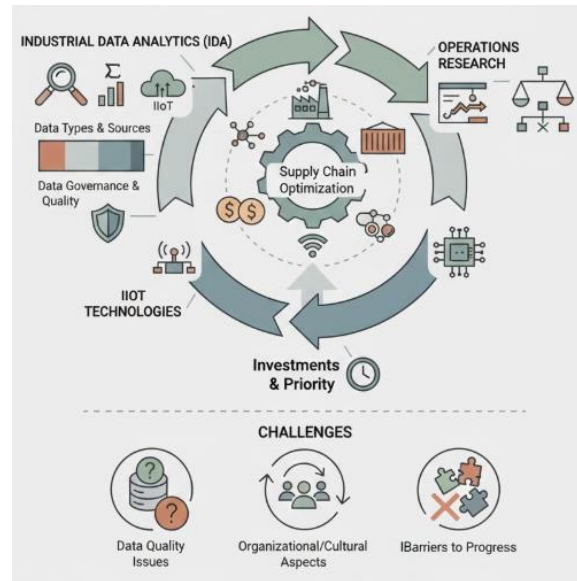 INDUSTRIAL DATA ANALYTICS (IDA)
Σ
IIoT
Data Types & Sources
Data Governance &
Quality
OPERATIONS
RESEARCH
Supply Chain
Optimization
$ $
IIOT
TECHNOLOGIES
Investments
& Priority
CHALLENGES
? ?
Data Quality
Issues
Organizational/Cultural
Aspects
IBarriers to Progress